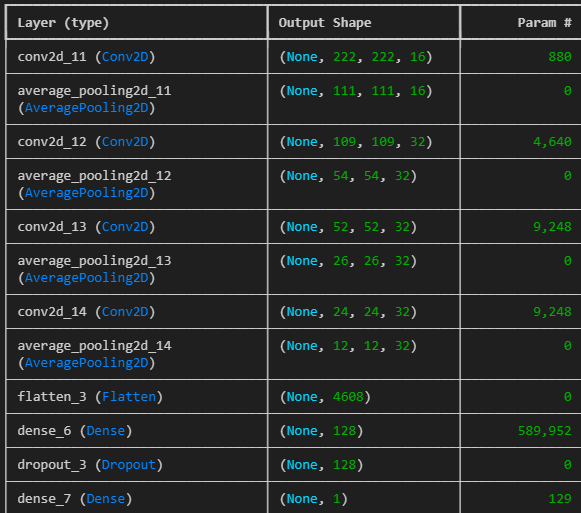 Layer (type) Output Shape Param #
conv2d_11 (Conv2D) (None, 222, 222, 16) 880
average_pooling2d_11 (None, 111, 111, 16) 0
(AveragePooling2D)
conv2d_12 (Conv2D) (None, 109, 109, 32) 4,640
average_pooling2d_12 (None, 54, 54, 32) 0
(AveragePooling2D)
conv2d_13 (Conv2D) (None, 52, 52, 32) 9,248
average_pooling2d_13 (None, 26, 26, 32) 0
(AveragePooling2D)
conv2d_14 (Conv2D) (None, 24, 24, 32) 9,248
average_pooling2d_14 (None, 12, 12, 32) 0
(AveragePooling2D)
flatten_3 (Flatten) (None, 4608) 0
dense_6 (Dense) (None, 128) 589,952
dropout_3 (Dropout) (None, 128) 0
dense_7 (Dense) (None, 1) 129